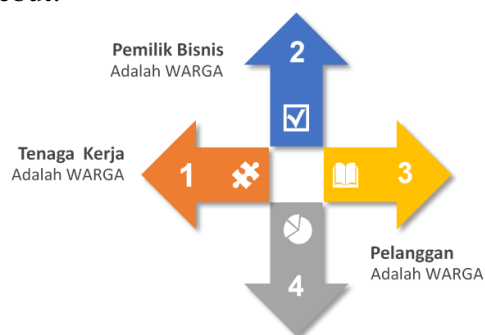 Pemilik Bisnis
Adalah WARGA
2
Tenaga Kerja
Adalah WARGA
1
3
4
Pelanggan
Adalah WARGA